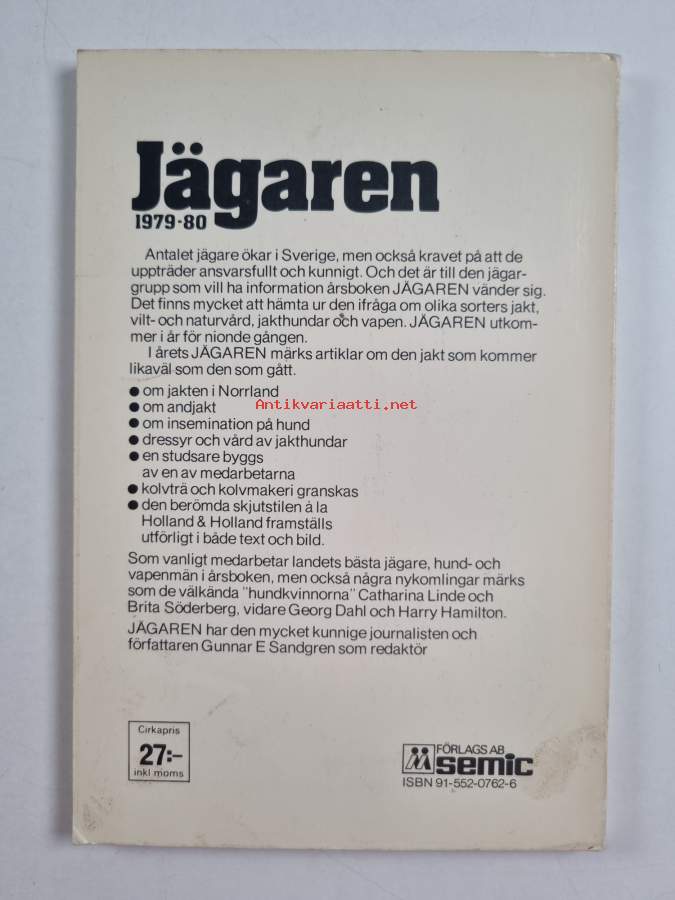 Jägaren
1979-80
Antalet jägare ökar i Sverige, men också kravet på att de
uppträder ansvarsfullt och kunnigt. Och det är till den jägar-
grupp som vill ha information årsboken JÄGAREN vänder sig.
Det finns mycket att hämta ur den ifråga om olika sorters jakt,
vilt- och naturvård, jakthundar och vapen. JÄGAREN utkom-
mer i år för nionde gången.
I årets JÄGAREN märks artiklar om den jakt som kommer
likaväl som den som gått.
● om jakten i Norrland
● om andjakt
Antikvariaatti.net
● om insemination på hund
● dressyr och vård av jakthundar
● en studsare byggs
av en av medarbetarna
● kolvträ och kolvmakeri granskas
● den berömda skjutstilen à la
Holland & Holland framställs
utförligt i både text och bild.
Som vanligt medarbetar landets bästa jägare, hund- och
vapenmän i årsboken, men också några nykomlingar märks
som de välkända "hundkvinnorna" Catharina Linde och
Brita Söderberg, vidare Georg Dahl och Harry Hamilton.
JÄGAREN har den mycket kunnige journalisten och
författaren Gunnar E Sandgren som redaktör
Cirkapris
27:-
inkl moms
FÖRLAGS AB
semic
ISBN 91-552-0762-6